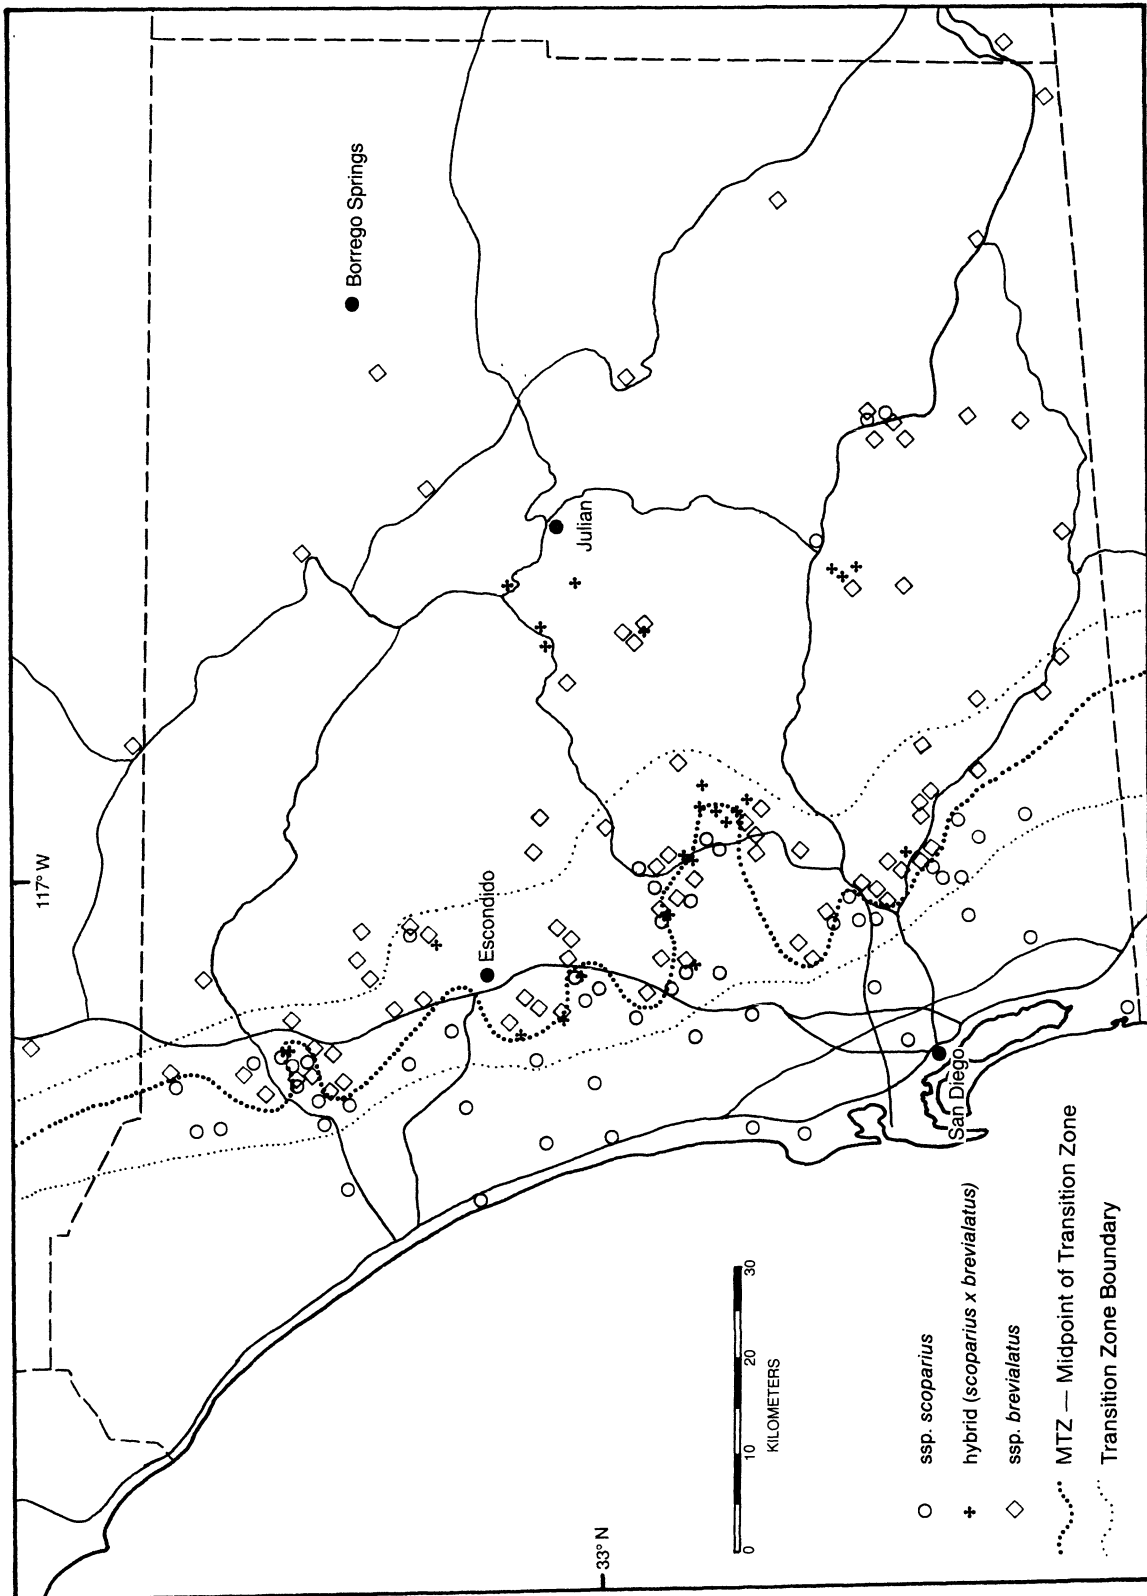 117° W
Borrego Springs
Escondido
Julian
San Diego
33° N
0 10 20 30
KILOMETERS
ssp. scoparius
hybrid (scoparius x brevialatus)
ssp. brevialatus
MTZ — Midpoint of Transition Zone
Transition Zone Boundary